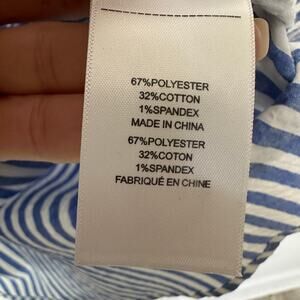 67%POLYESTER
32%COTTON
1%SPANDEX
MADE IN CHINA
67%POLYESTER
32%COTON
1%SPANDEX
FABRIQUÉ EN CHINE